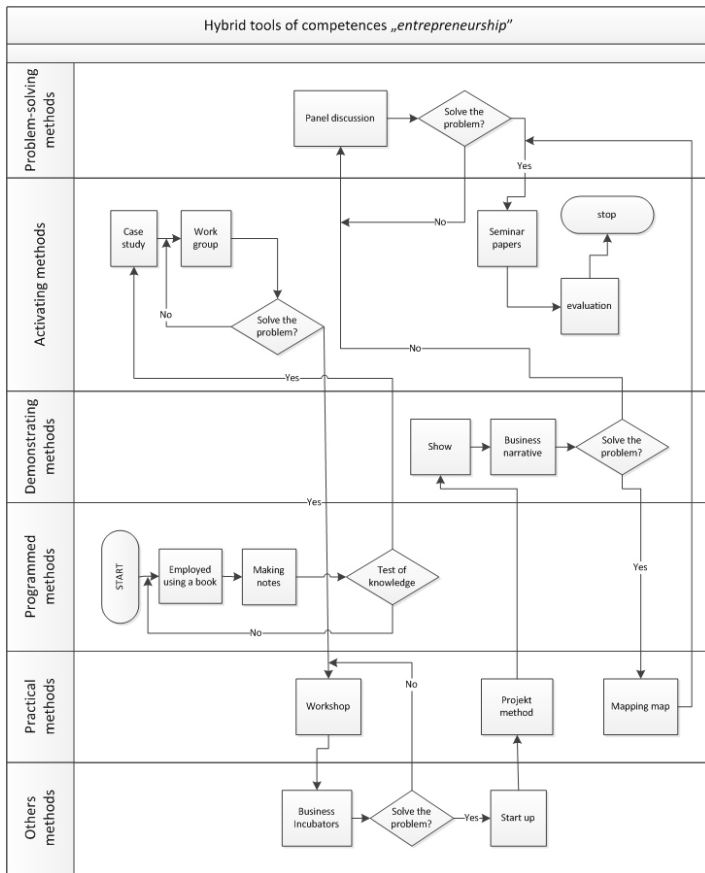 Hybrid tools of competences „entrepreneurship”
Problem-solving
methods
Panel discussion
Solve the
problem?
Yes
No
Activating methods
Case
study
Work
group
Seminar
papers
stop
evaluation
No
Solve the
problem?
No
Yes
Demonstrating
methods
Show
Business
narrative
Solve the
problem?
Yes
Programmed
methods
START
Employed
using a book
Making
notes
Test of
knowledge
Yes
No
Practical
methods
No
Workshop
Projekt
method
Mapping map
Others
methods
Business
Incubators
Solve the
problem?
Yes
Start up